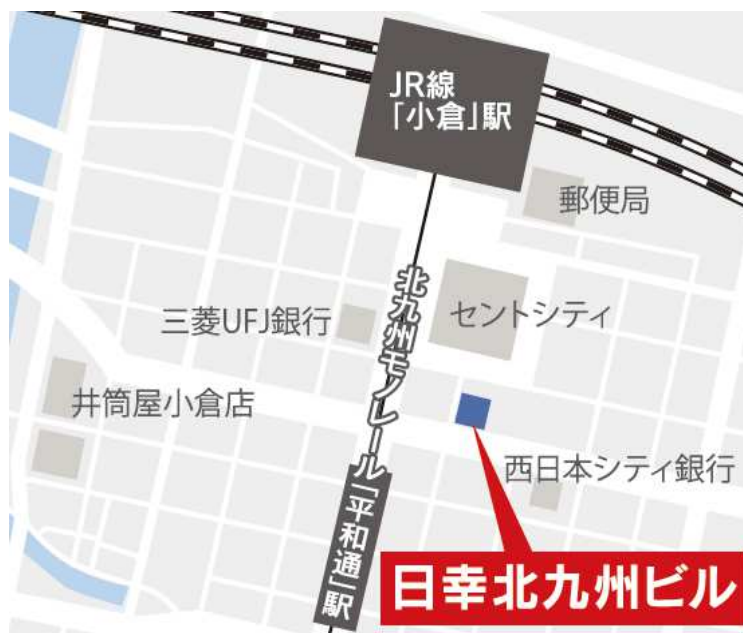 JR線
「小倉」駅
郵便局
セントシティ
三菱UFJ銀行
北九州モノレール「平和通」駅
井筒屋小倉店
西日本シティ銀行
日幸北九州ビル